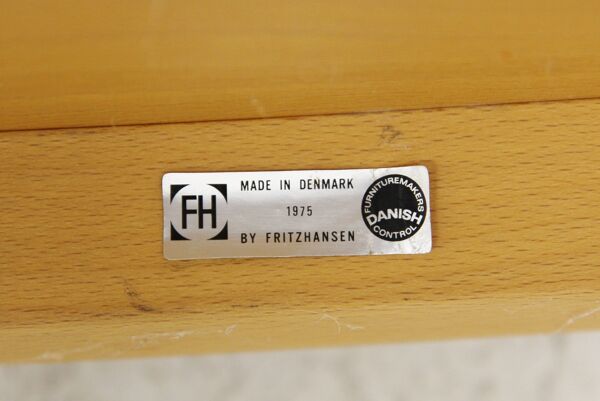 FH
MADE IN DENMARK
1975
BY FRITZHANSEN
FURNITUREMAKERS
DANISH
CONTROL